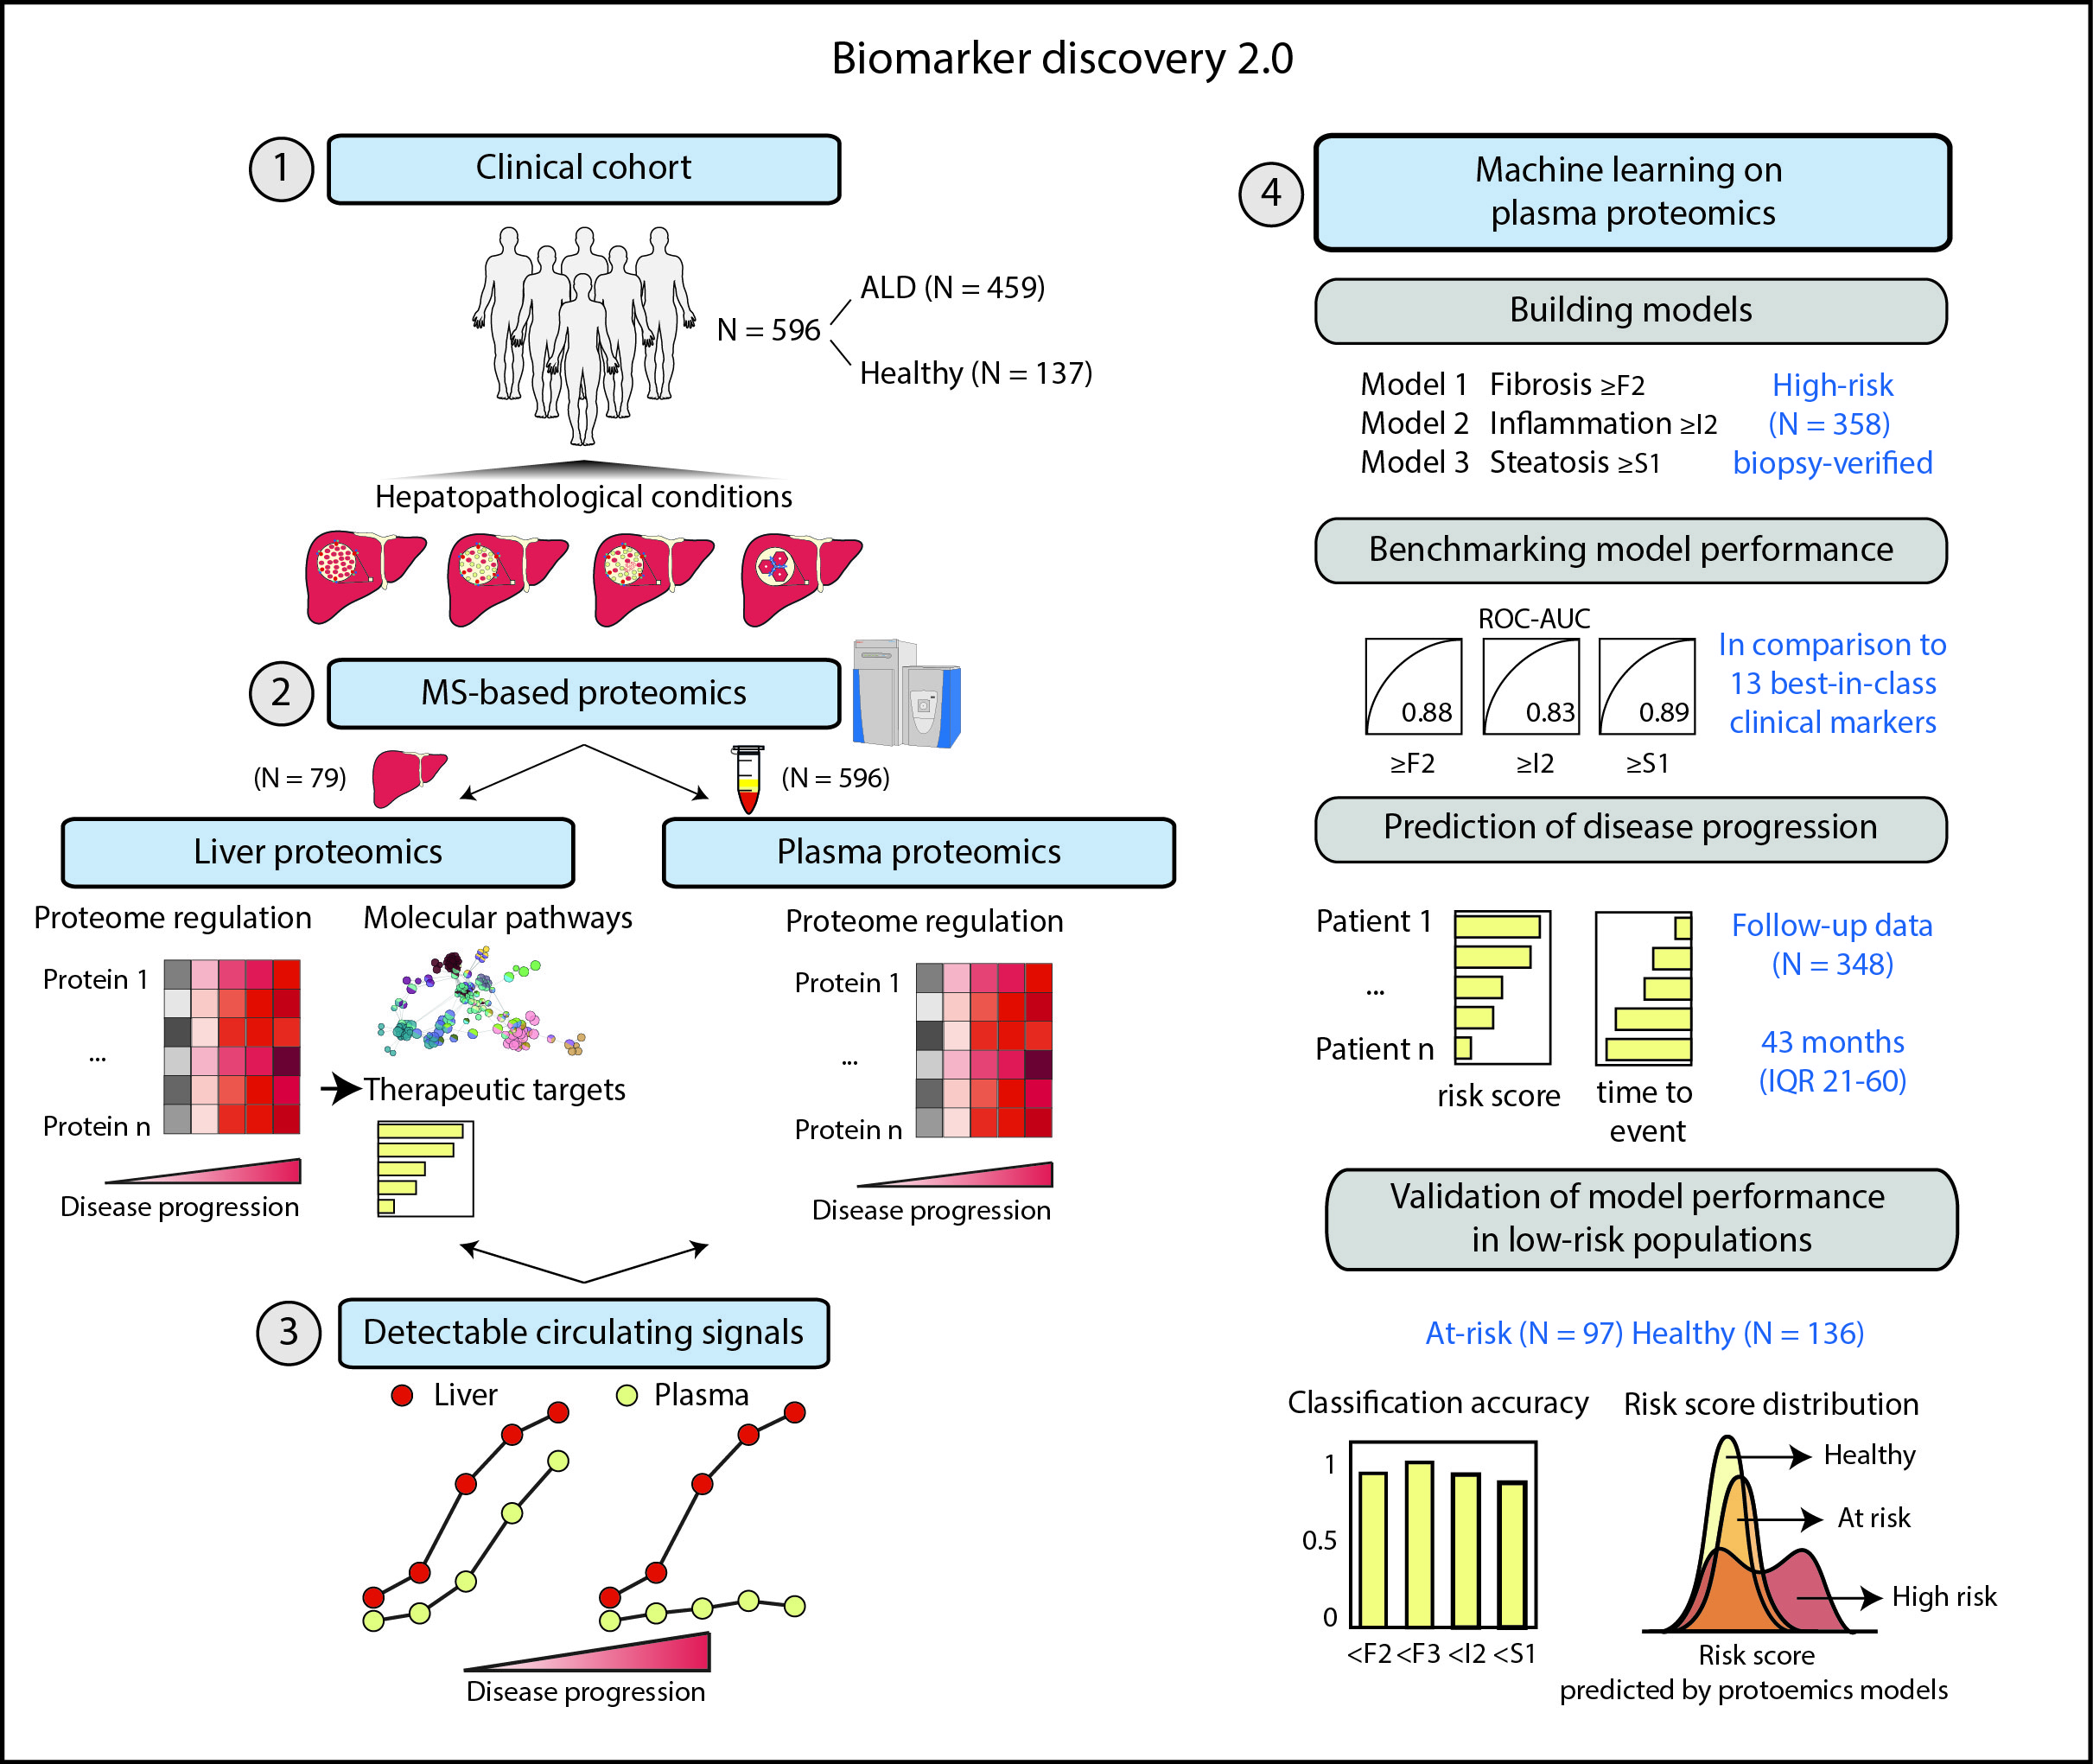 Biomarker discovery 2.0
1
Clinical cohort
N = 596
ALD (N = 459)
Healthy (N = 137)
Hepatopathological conditions
2
MS-based proteomics
(N = 79)
(N = 596)
Liver proteomics
Plasma proteomics
Proteome regulation
Protein 1
...
Protein n
Disease progression
Molecular pathways
Therapeutic targets
Proteome regulation
Protein 1
...
Protein n
Disease progression
3
Detectable circulating signals
Liver
Plasma
Disease progression
4
Machine learning on
plasma proteomics
Building models
Model 1 Fibrosis ≥F2
Model 2 Inflammation ≥I2
Model 3 Steatosis ≥S1
High-risk
(N = 358)
biopsy-verified
Benchmarking model performance
ROC-AUC
0.88 0.83 0.89
≥F2 ≥I2 ≥S1
In comparison to
13 best-in-class
clinical markers
Prediction of disease progression
Patient 1
...
Patient n
risk score
time to
event
Follow-up data
(N = 348)
43 months
(IQR 21-60)
Validation of model performance
in low-risk populations
At-risk (N = 97) Healthy (N = 136)
Classification accuracy
1
0.5
0
<F2 <F3 <I2 <S1
Risk score distribution
Healthy
At risk
High risk
Risk score
predicted by protoemics models